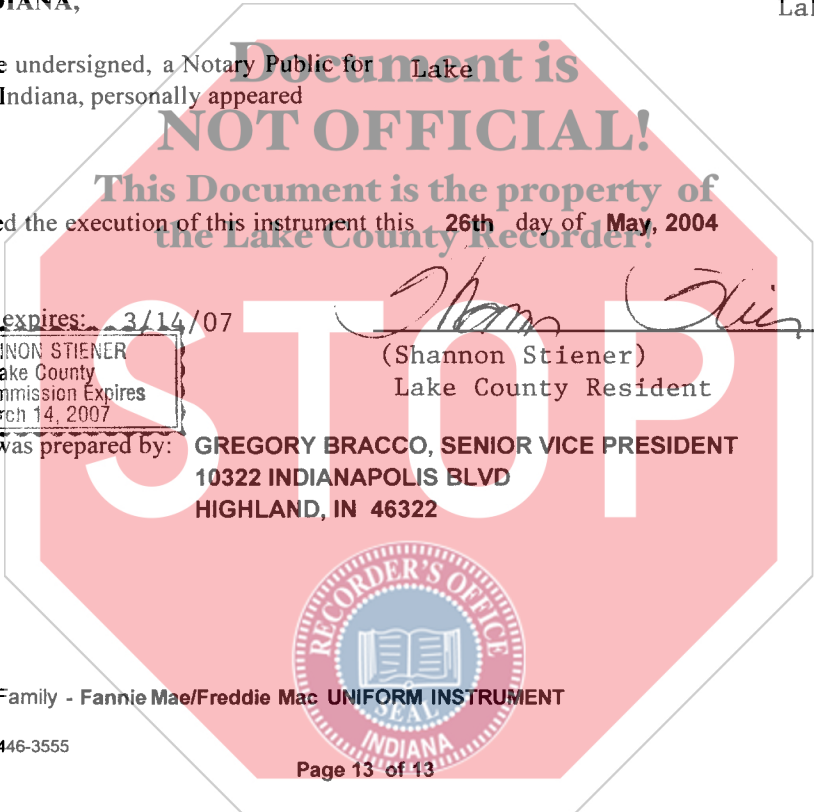 DIANA,
Lal
e undersigned, a Notary Public for Lake
Indiana, personally appeared
Document is
NOT OFFICIAL!
This Document is the property of
the Lake County Recorder!
ed the execution of this instrument this 26th day of May, 2004
expires: 3/14/07
NNON STIENER
ake County
mmission Expires
rch 14, 2007
(Shannon Stiener)
Lake County Resident
STOP
was prepared by: GREGORY BRACCO, SENIOR VICE PRESIDENT
10322 INDIANAPOLIS BLVD
HIGHLAND, IN 46322
RECORDER'S OFFICE
SEAL
INDIANA
Family - Fannie Mae/Freddie Mac UNIFORM INSTRUMENT
446-3555
Page 13 of 13